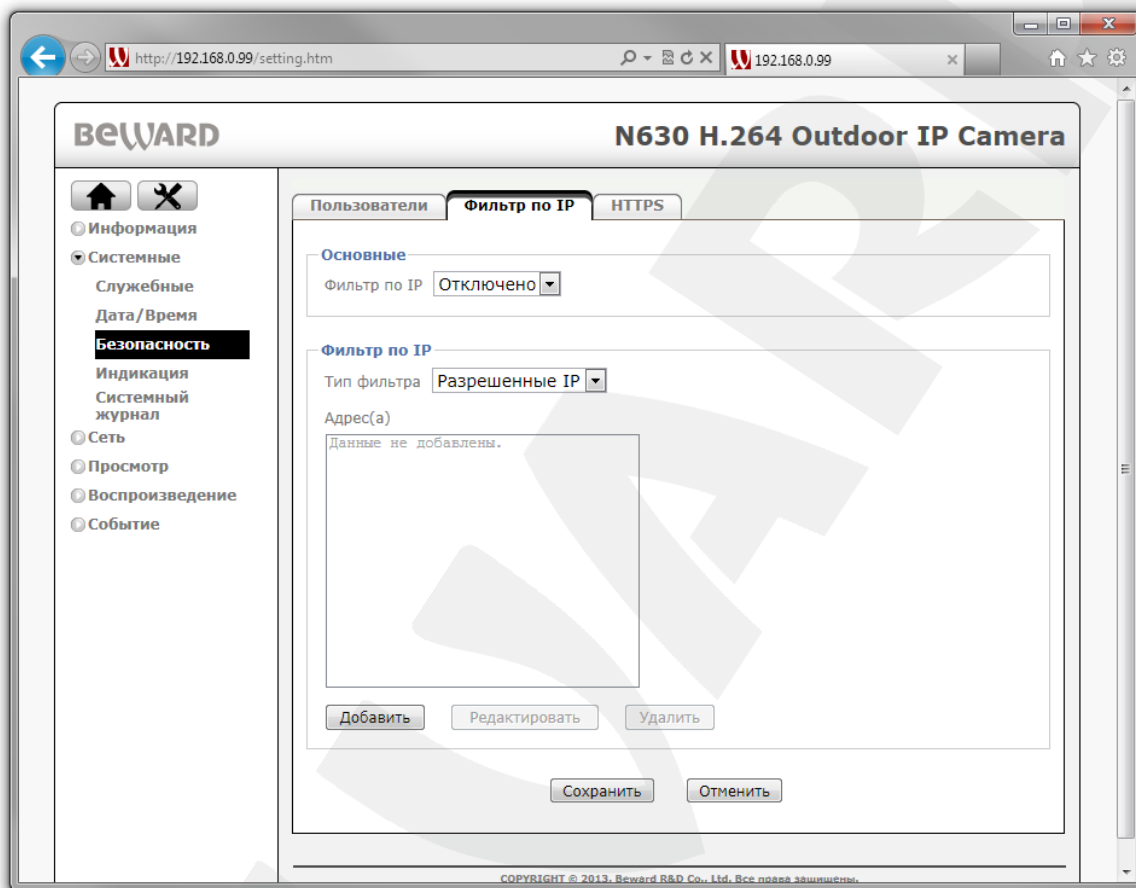 http://192.168.0.99/setting.htm
192.168.0.99
BEWARD
N630 H.264 Outdoor IP Camera
Информация
Системные
Служебные
Дата/Время
Безопасность
Индикация
Системный
журнал
Сеть
Просмотр
Воспроизведение
Событие
Пользователи
Фильтр по IP
HTTPS
Основные
Фильтр по IP Отключено
Фильтр по IP
Тип фильтра Разрешенные IP
Адрес(а)
Данные не добавлены.
Добавить Редактировать Удалить
Сохранить Отменить
COPYRIGHT © 2013. Beward R&D Co., Ltd. Все права защищены.